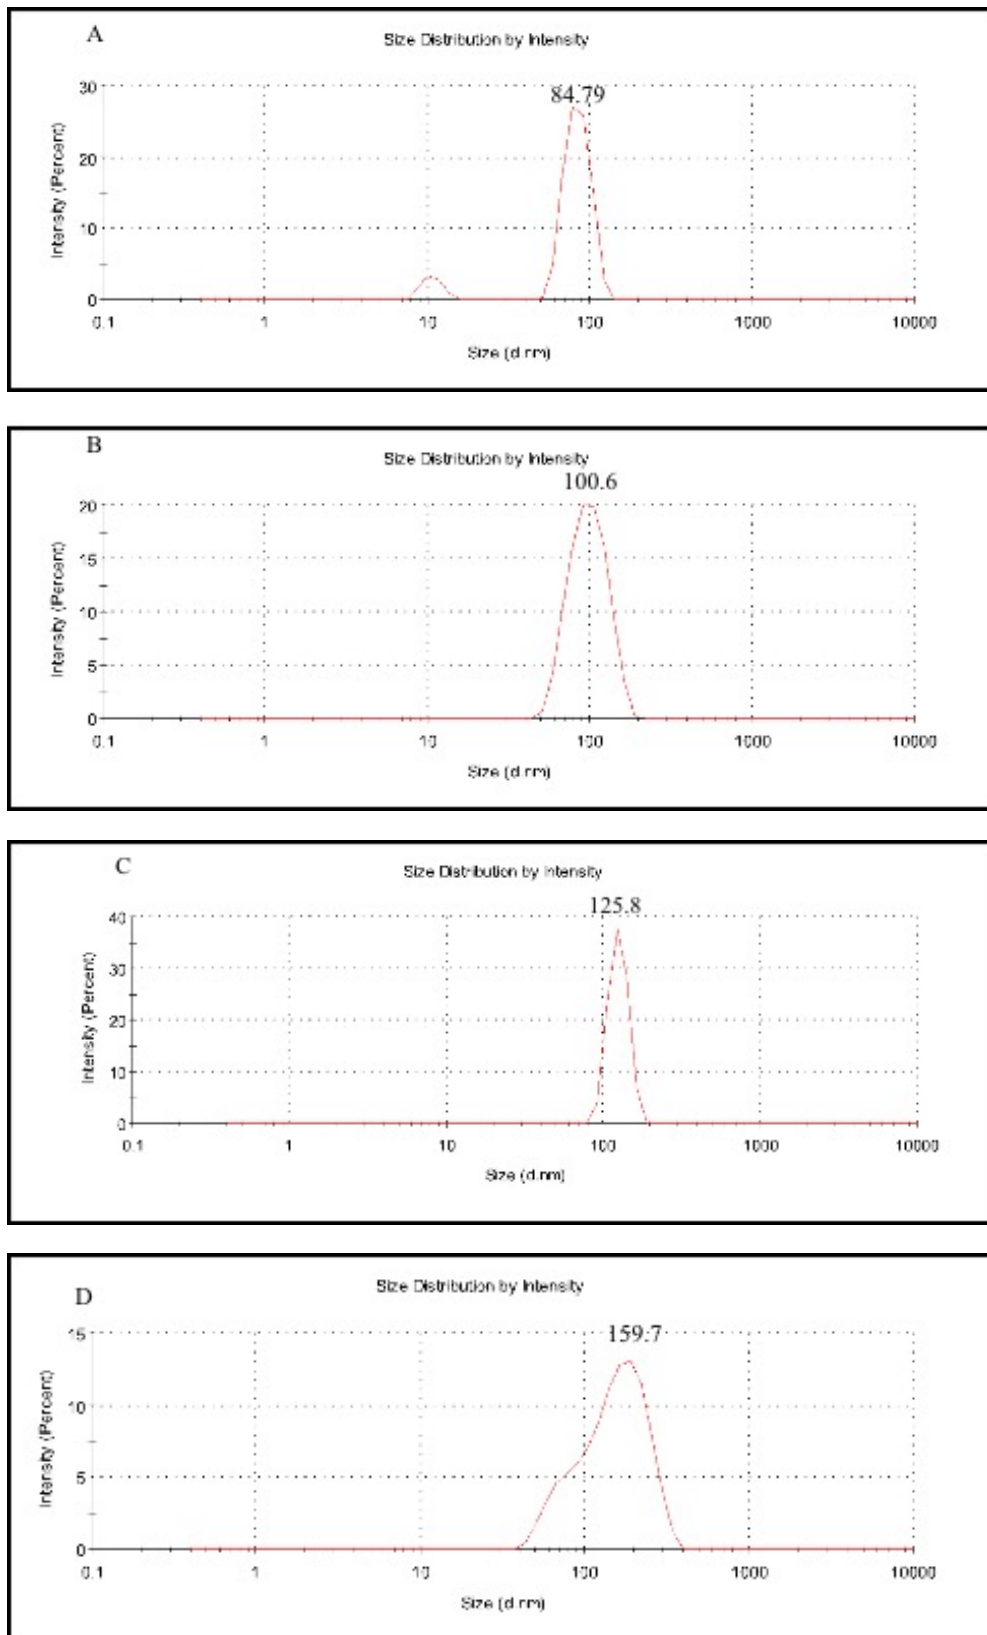 A
Size Distribution by Intensity
84.79
30
20
10
0
Intensity (Percent)
0.1 1 10 100 1000 10000
Size (d.nm)
B
Size Distribution by Intensity
100.6
20
15
10
5
0
Intensity (Percent)
0.1 1 10 100 1000 10000
Size (d.nm)
C
Size Distribution by Intensity
125.8
40
30
20
10
0
Intensity (Percent)
0.1 1 10 100 1000 10000
Size (d.nm)
D
Size Distribution by Intensity
159.7
15
10
5
0
Intensity (Percent)
0.1 1 10 100 1000 10000
Size (d.nm)